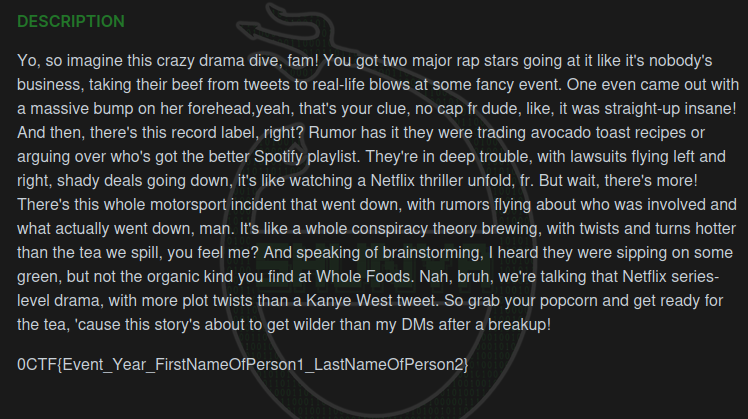 DESCRIPTION
Yo, so imagine this crazy drama dive, fam! You got two major rap stars going at it like it's nobody's
business, taking their beef from tweets to real-life blows at some fancy event. One even came out with
a massive bump on her forehead,yeah, that's your clue, no cap fr dude, like, it was straight-up insane!
And then, there's this record label, right? Rumor has it they were trading avocado toast recipes or
arguing over who's got the better Spotify playlist. They're in deep trouble, with lawsuits flying left and
right, shady deals going down, it's like watching a Netflix thriller unfold, fr. But wait, there's more!
There's this whole motorsport incident that went down, with rumors flying about who was involved and
what actually went down, man. It's like a whole conspiracy theory brewing, with twists and turns hotter
than the tea we spill, you feel me? And speaking of brainstorming, I heard they were sipping on some
green, but not the organic kind you find at Whole Foods. Nah, bruh, we're talking that Netflix series-
level drama, with more plot twists than a Kanye West tweet. So grab your popcorn and get ready for
the tea, 'cause this story's about to get wilder than my DMs after a breakup!
0CTF{Event_Year_FirstNameOfPerson1_LastNameOfPerson2}